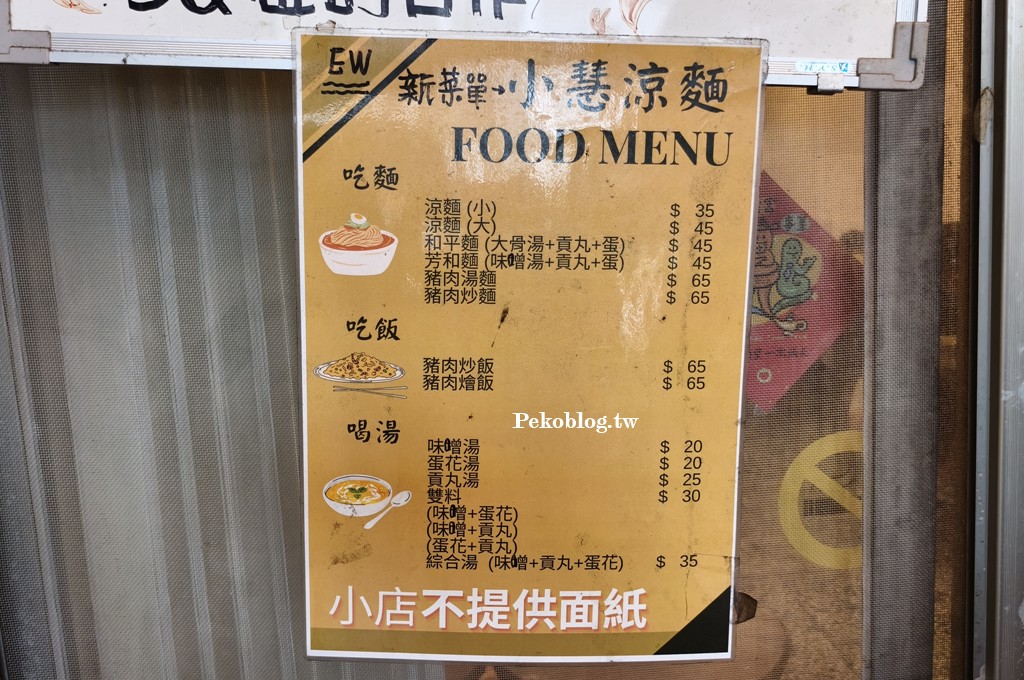 EW
新菜單→小慧涼麵
FOOD MENU
吃麵
涼麵 (小) $ 35
涼麵 (大) $ 45
和平麵 (大骨湯+貢丸+蛋) $ 45
芳和麵 (味噌湯+貢丸+蛋) $ 45
豬肉湯麵 $ 65
豬肉炒麵 $ 65
吃飯
豬肉炒飯 $ 65
豬肉燴飯 $ 65
Pekoblog.tw
喝湯
味噌湯 $ 20
蛋花湯 $ 20
貢丸湯 $ 25
雙料 $ 30
(味噌+蛋花)
(味噌+貢丸)
(蛋花+貢丸)
綜合湯 (味噌+貢丸+蛋花) $ 35
小店不提供面紙